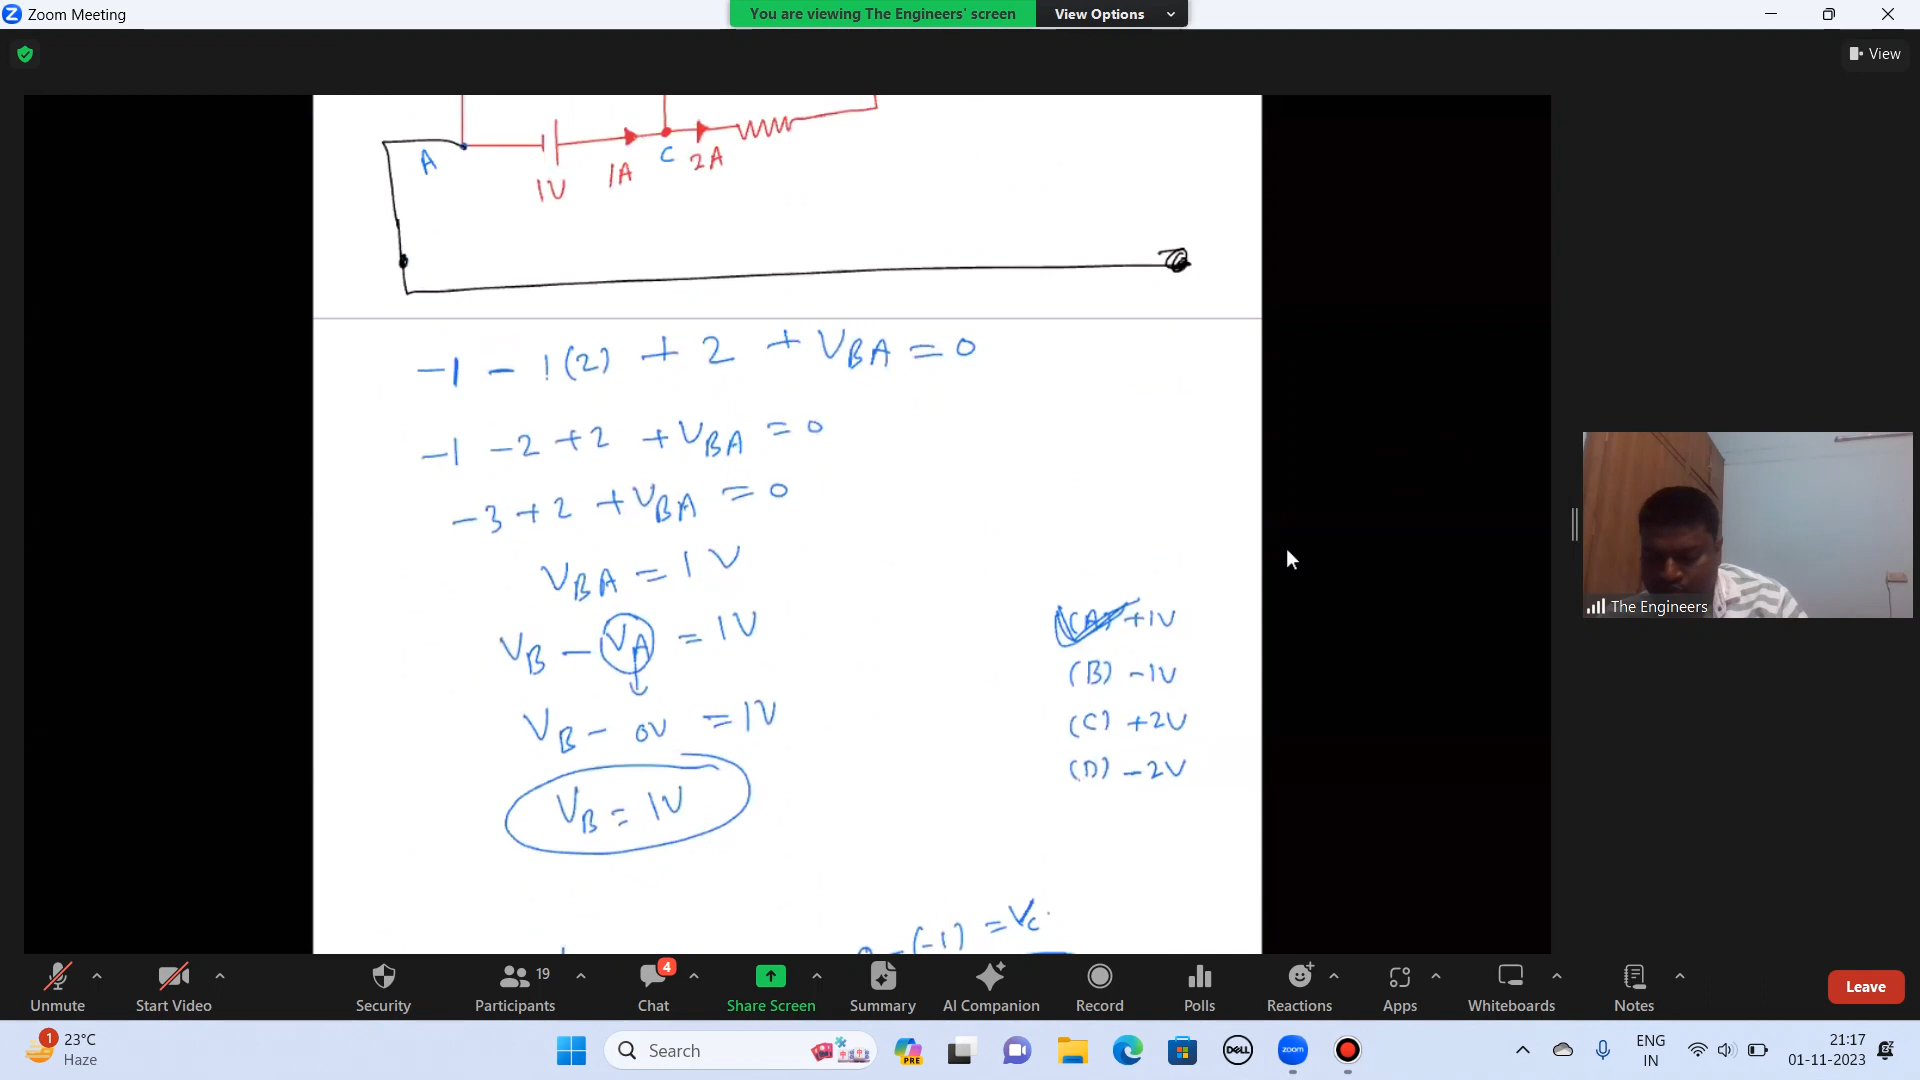 Zoom Meeting
You are viewing The Engineers' screen
View Options
View
A
1V
1A
C
2A
-1 - 1(2) + 2 + VBA = 0
-1 -2 +2 +VBA = 0
-3 +2 +VBA = 0
VBA = 1V
VB - VA = 1V
VB - 0V = 1V
VB = 1V
(A) +1V
(B) -1V
(C) +2V
(D) -2V
-(-1) = VC
The Engineers
Unmute
Start Video
Security
Participants
19
Chat
4
Share Screen
Summary
AI Companion
Record
Polls
Reactions
Apps
Whiteboards
Notes
Leave
1
23°C
Haze
Search
PRE
DELL
zoom
ENG
IN
21:17
01-11-2023